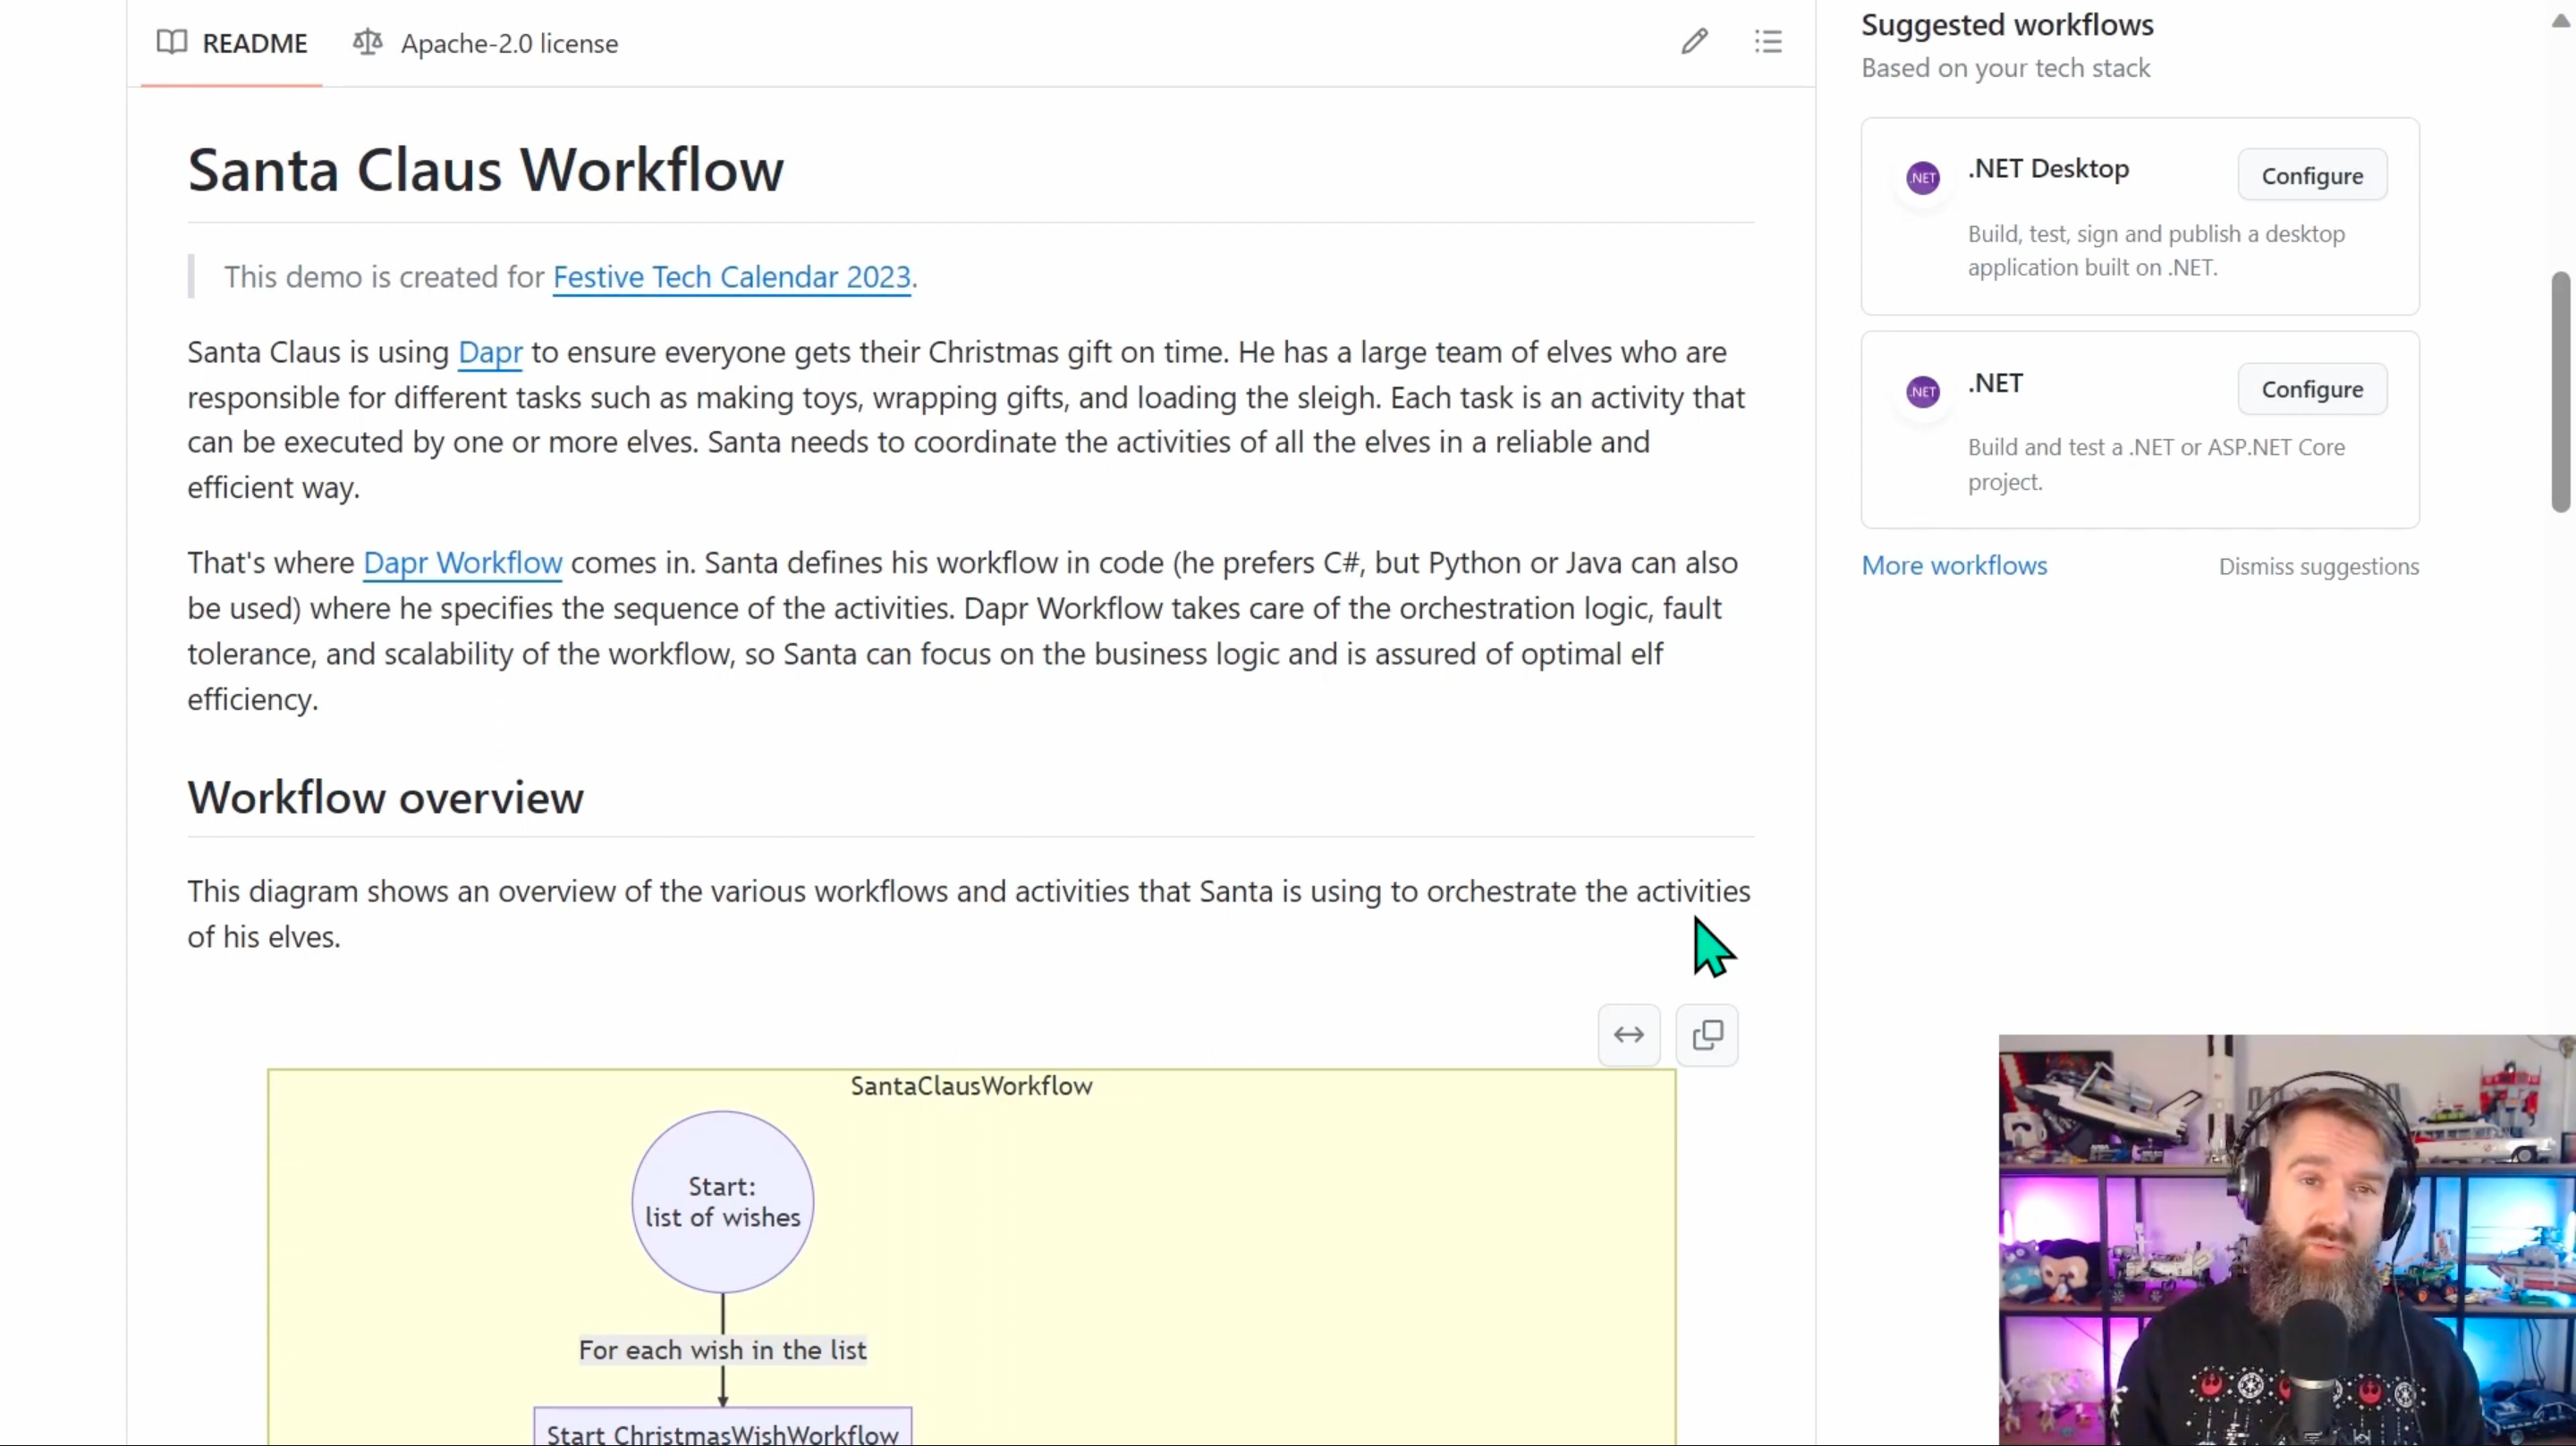 README
Apache-2.0 license
Santa Claus Workflow
This demo is created for Festive Tech Calendar 2023.
Santa Claus is using Dapr to ensure everyone gets their Christmas gift on time. He has a large team of elves who are
responsible for different tasks such as making toys, wrapping gifts, and loading the sleigh. Each task is an activity that
can be executed by one or more elves. Santa needs to coordinate the activities of all the elves in a reliable and
efficient way.
That's where Dapr Workflow comes in. Santa defines his workflow in code (he prefers C#, but Python or Java can also
be used) where he specifies the sequence of the activities. Dapr Workflow takes care of the orchestration logic, fault
tolerance, and scalability of the workflow, so Santa can focus on the business logic and is assured of optimal elf
efficiency.
Workflow overview
This diagram shows an overview of the various workflows and activities that Santa is using to orchestrate the activities
of his elves.
SantaClausWorkflow
Start:
list of wishes
For each wish in the list
Start ChristmasWishWorkflow
Suggested workflows
Based on your tech stack
.NET
.NET Desktop
Configure
Build, test, sign and publish a desktop
application built on .NET.
.NET
.NET
Configure
Build and test a .NET or ASP.NET Core
project.
More workflows
Dismiss suggestions